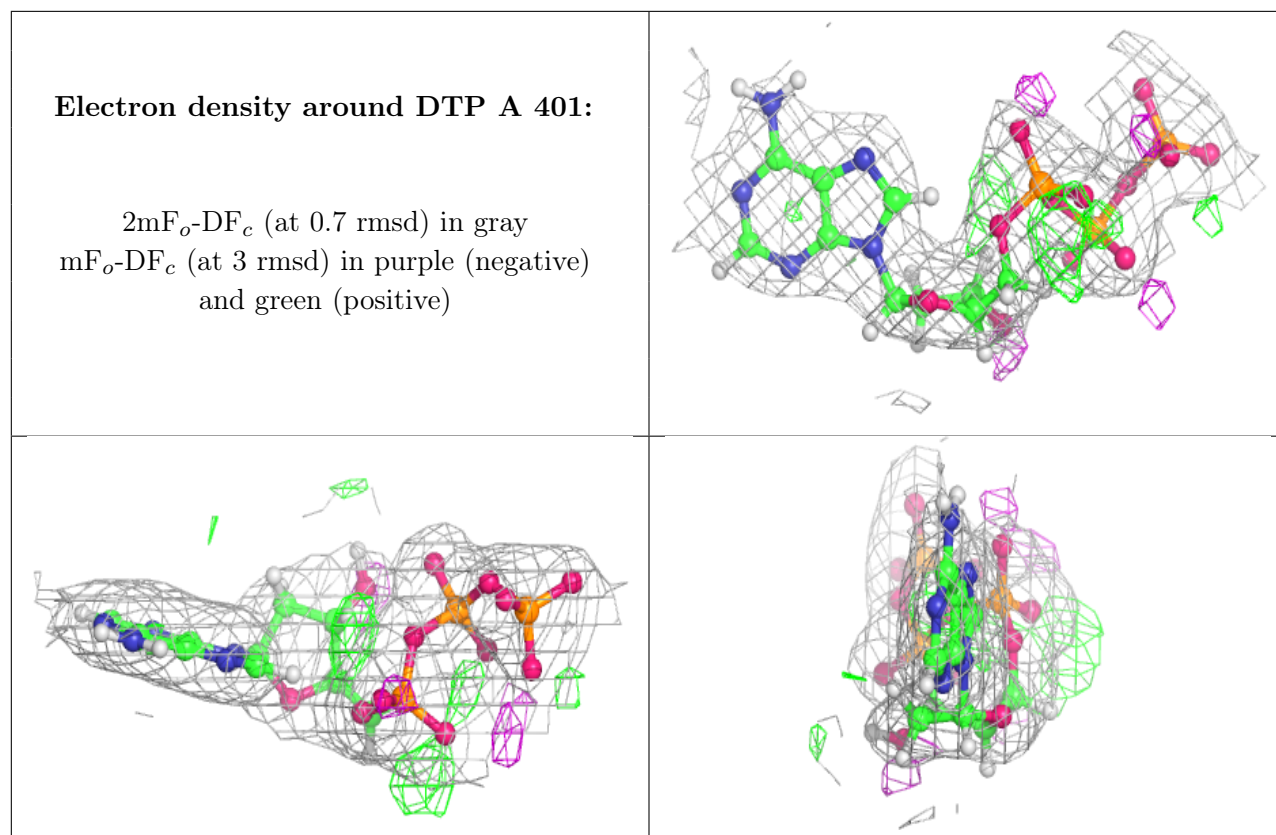 Electron density around DTP A 401:
2mFo-DFc (at 0.7 rmsd) in gray
mFo-DFc (at 3 rmsd) in purple (negative)
and green (positive)